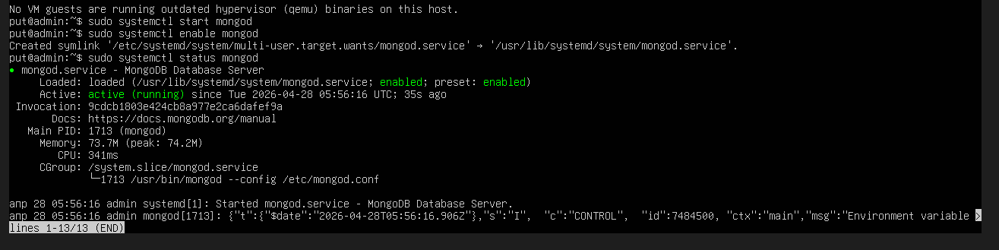 No VM guests are running outdated hypervisor (qemu) binaries on this host.
put@admin:~$ sudo systemctl start mongod
put@admin:~$ sudo systemctl enable mongod
Created symlink '/etc/systemd/system/multi-user.target.wants/mongod.service' → '/usr/lib/systemd/system/mongod.service'.
put@admin:~$ sudo systemctl status mongod
● mongod.service - MongoDB Database Server
Loaded: loaded (/usr/lib/systemd/system/mongod.service; enabled; preset: enabled)
Active: active (running) since Tue 2026-04-28 05:56:16 UTC; 35s ago
Invocation: 9cdcb1803e424cb8a977e2ca6dafef9a
Docs: https://docs.mongodb.org/manual
Main PID: 1713 (mongod)
Memory: 73.7M (peak: 74.2M)
CPU: 341ms
CGroup: /system.slice/mongod.service
└─1713 /usr/bin/mongod --config /etc/mongod.conf
апр 28 05:56:16 admin systemd[1]: Started mongod.service - MongoDB Database Server.
апр 28 05:56:16 admin mongod[1713]: {"t":{"$date":"2026-04-28T05:56:16.906Z"},"s":"I",  "c":"CONTROL",  "id":7484500, "ctx":"main","msg":"Environment variable >
lines 1-13/13 (END)